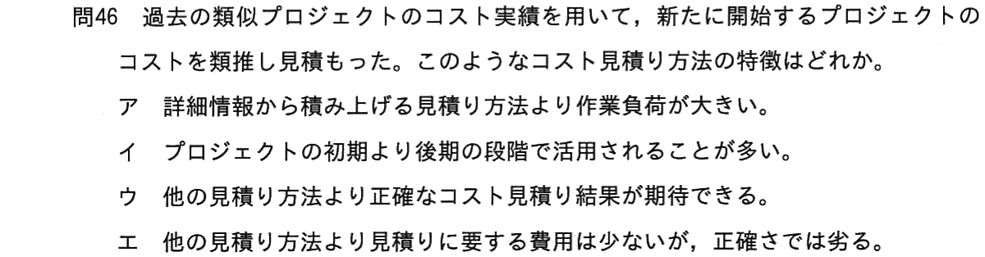 問46 過去の類似プロジェクトのコスト実績を用いて，新たに開始するプロジェクトの
コストを類推し見積もった。このようなコスト見積り方法の特徴はどれか。
ア 詳細情報から積み上げる見積り方法より作業負荷が大きい。
イ プロジェクトの初期より後期の段階で活用されることが多い。
ウ 他の見積り方法より正確なコスト見積り結果が期待できる。
エ 他の見積り方法より見積りに要する費用は少ないが，正確さでは劣る。